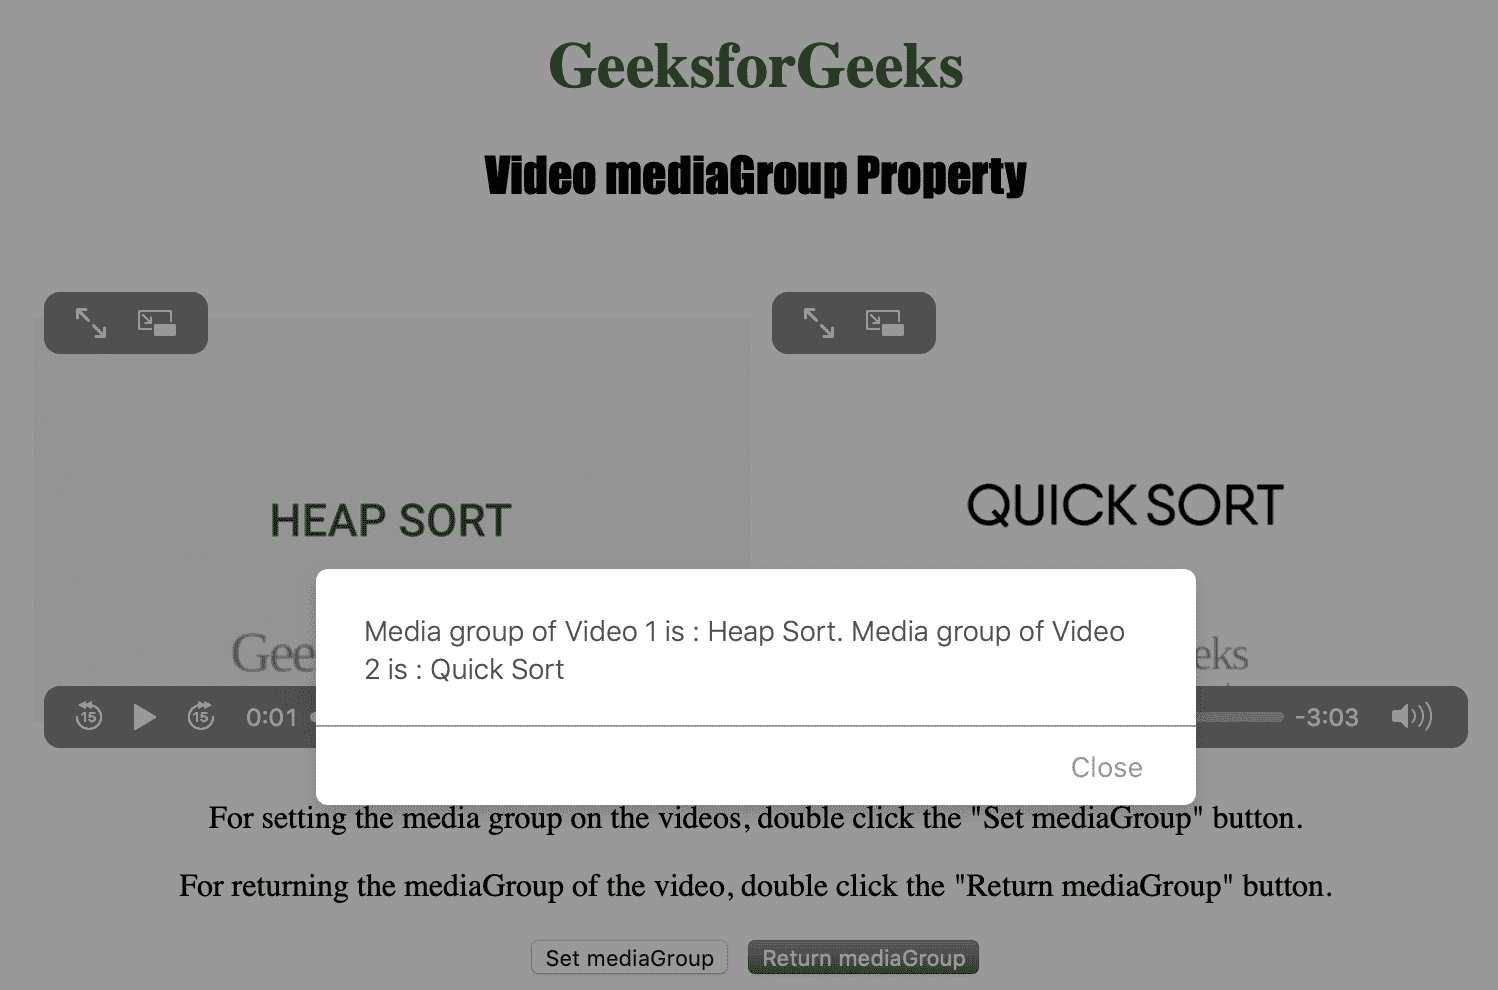 GeeksforGeeks
Video mediaGroup Property
HEAP SORT
QUICK SORT
Media group of Video 1 is : Heap Sort. Media group of Video
2 is : Quick Sort
Gee
eks
15
15
0:01
-3:03
Close
For setting the media group on the videos, double click the "Set mediaGroup" button.
For returning the mediaGroup of the video, double click the "Return mediaGroup" button.
Set mediaGroup
Return mediaGroup